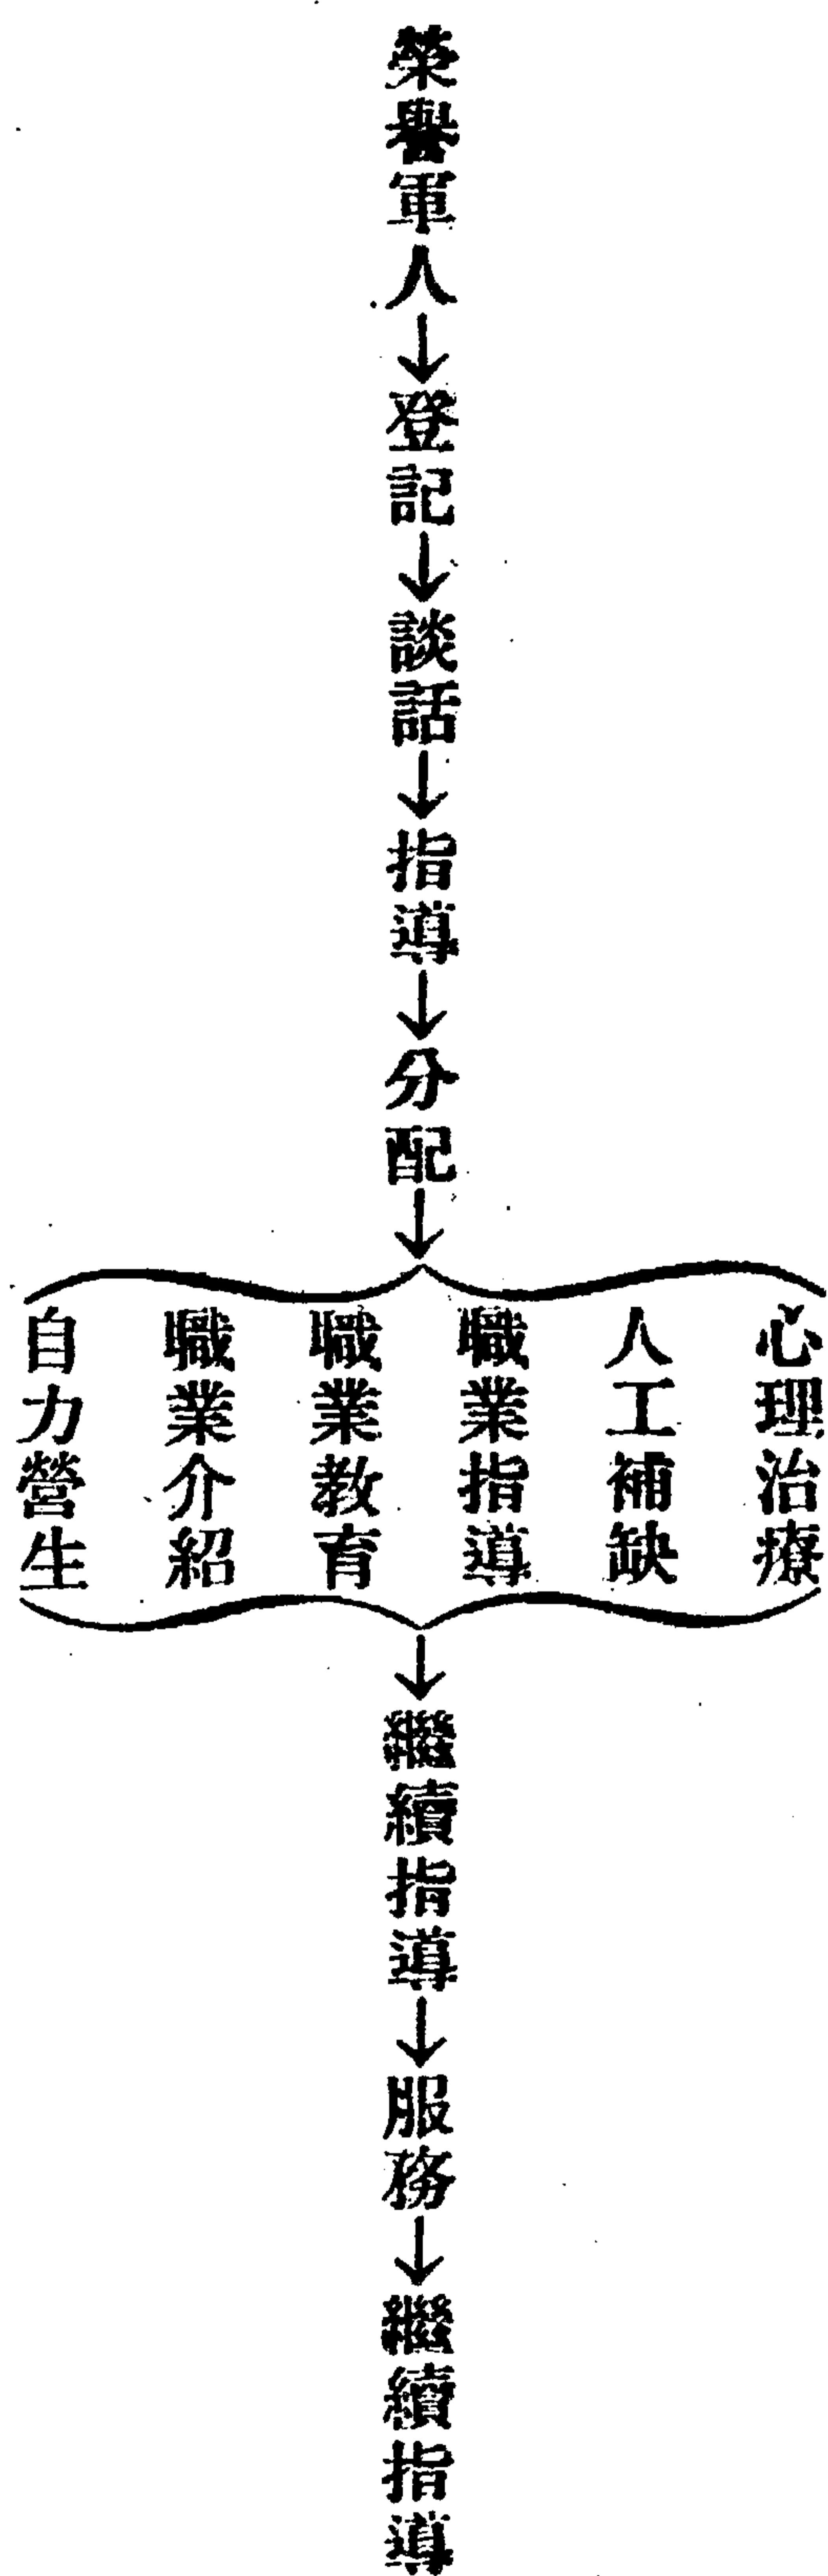 榮譽軍人→登記→談話→指導→分配→
心理治療
人工補缺
職業指導
職業教育
職業介紹
自力營生
→繼續指導→服務→繼續指導